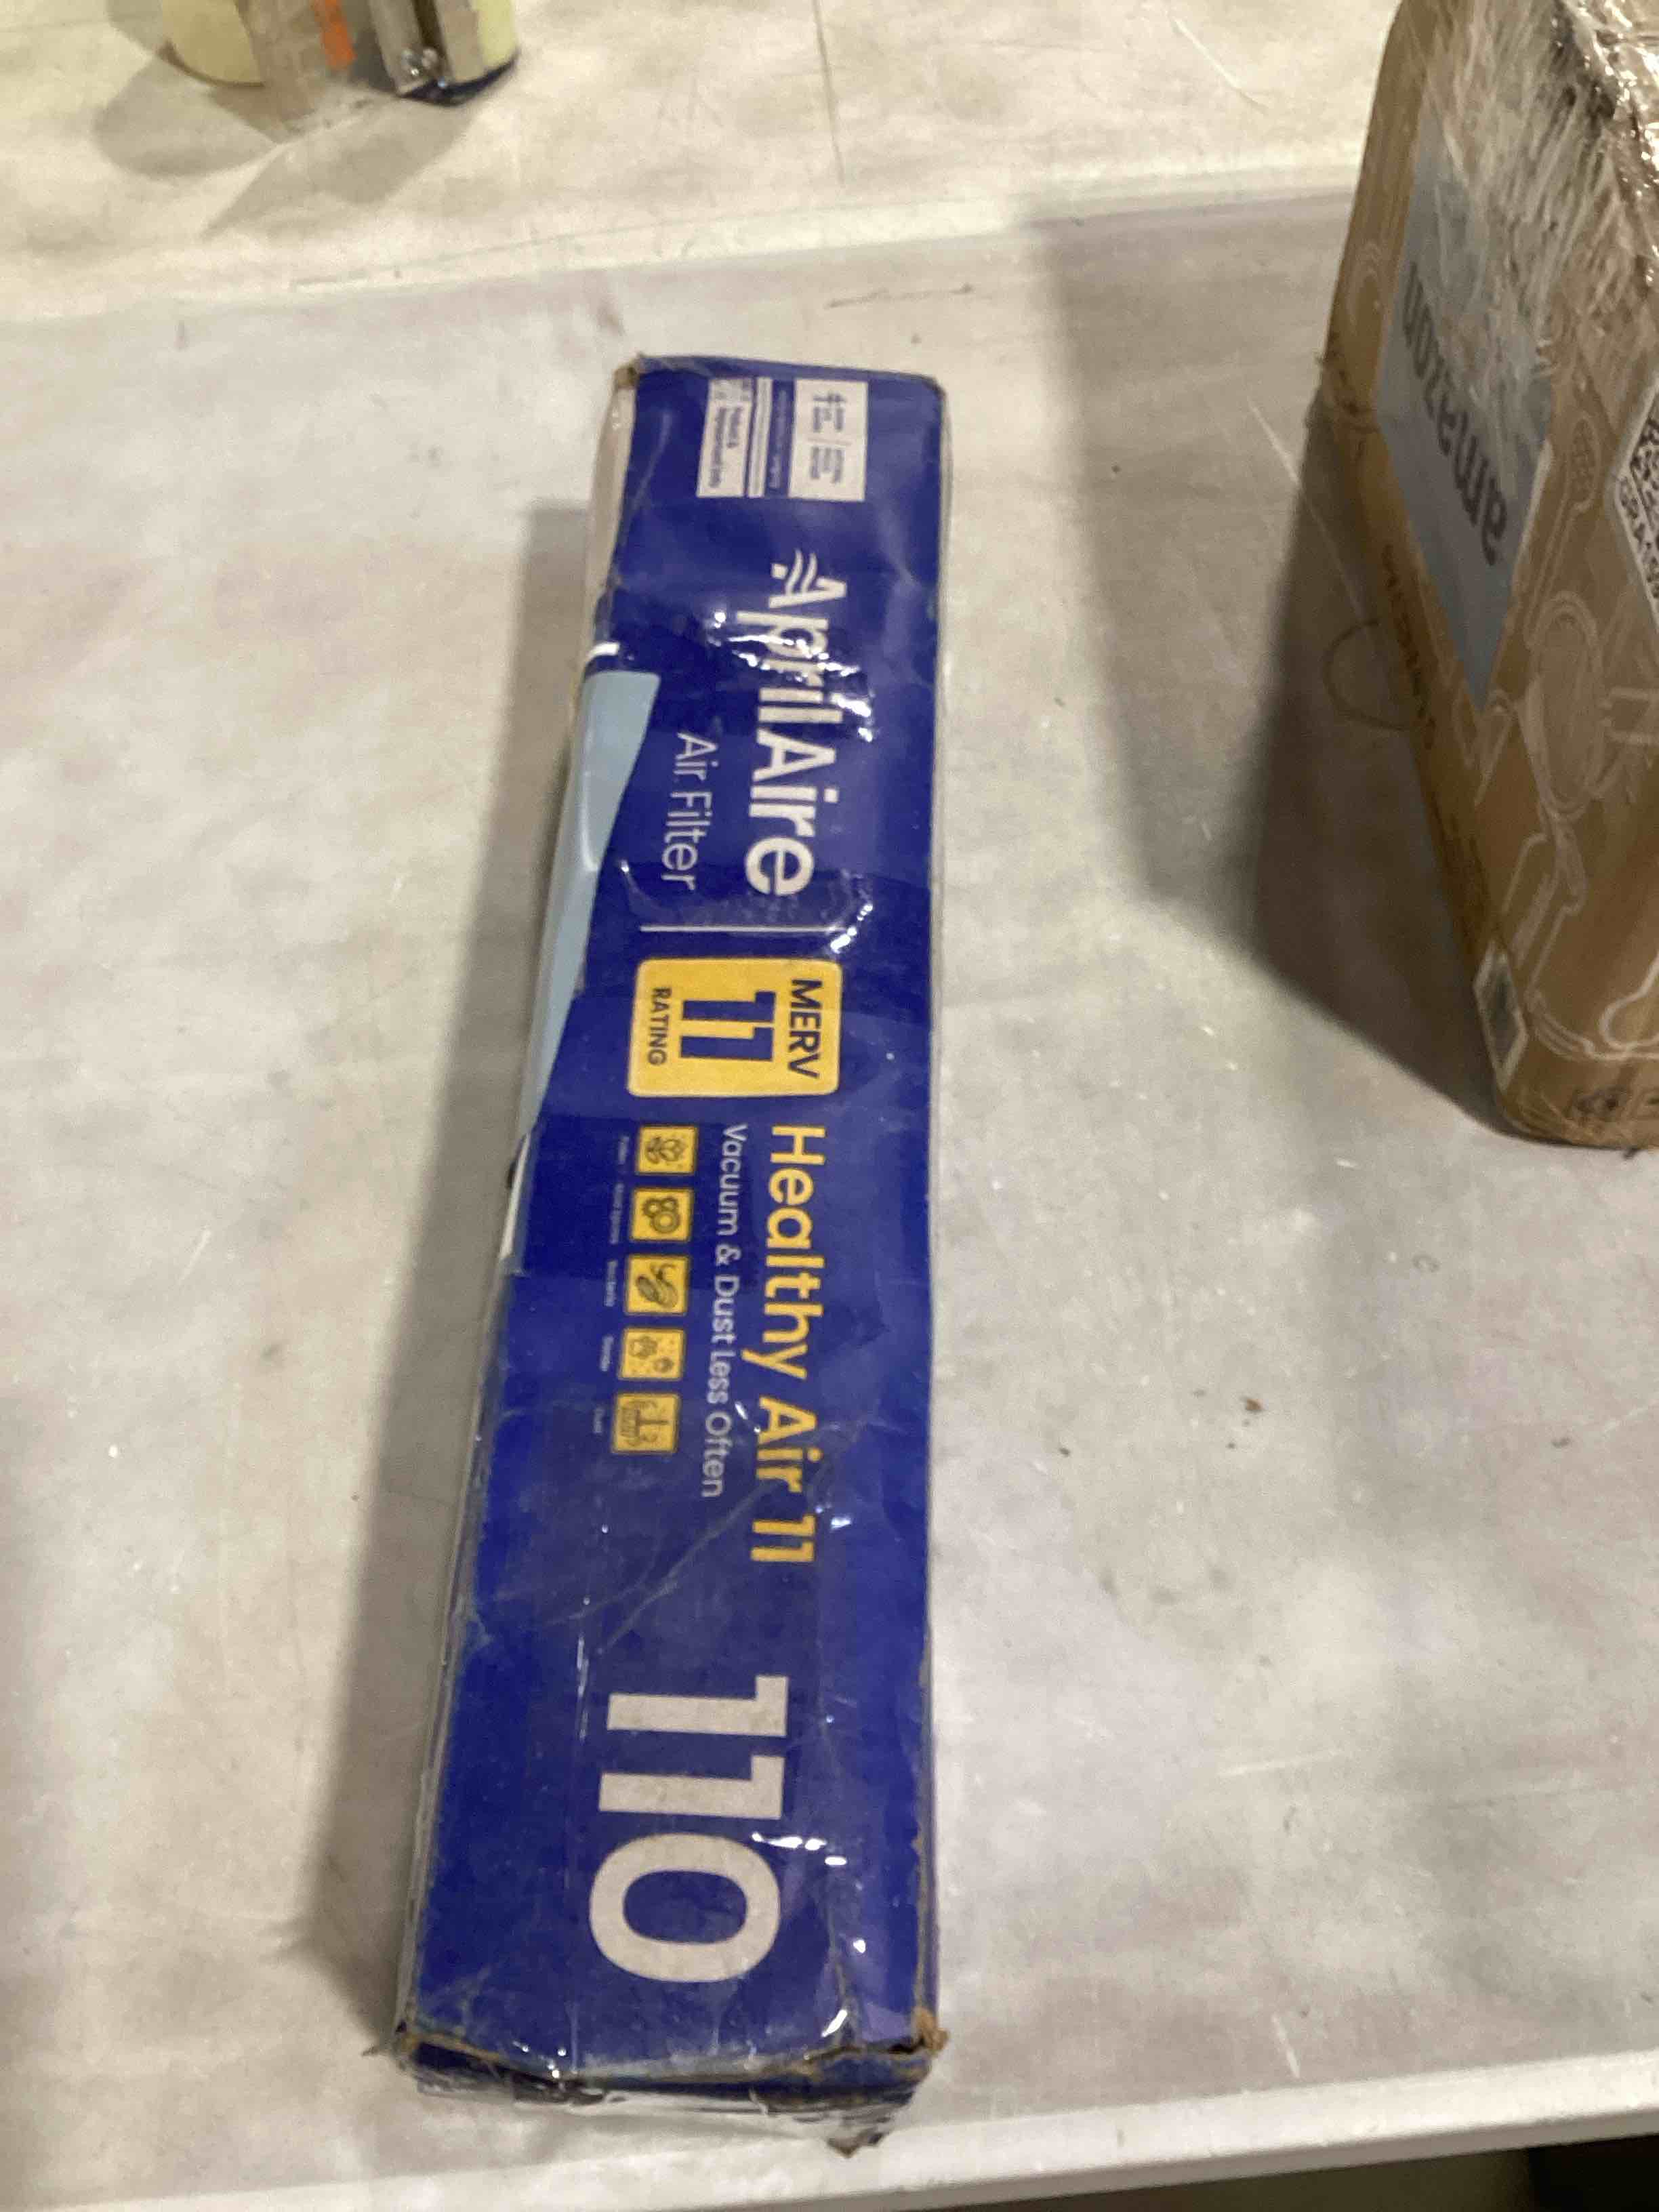 AprilAire
Air Filter
MERV
11
RATING
Healthy Air 11
Vacuum & Dust Less Often
110
amazon